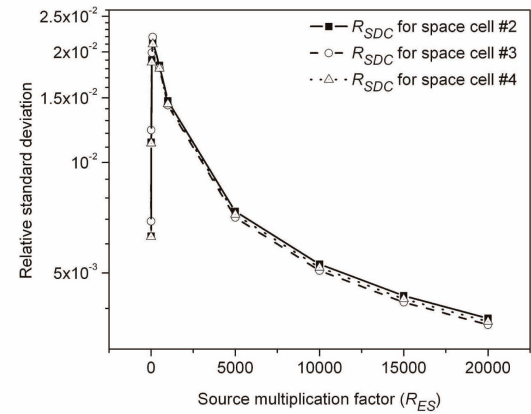 2.5x10⁻²
2x10⁻²
1.5x10⁻²
10⁻²
5x10⁻³
Relative standard deviation
R_SDC for space cell #2
R_SDC for space cell #3
R_SDC for space cell #4
0 5000 10000 15000 20000
Source multiplication factor (R_ES)